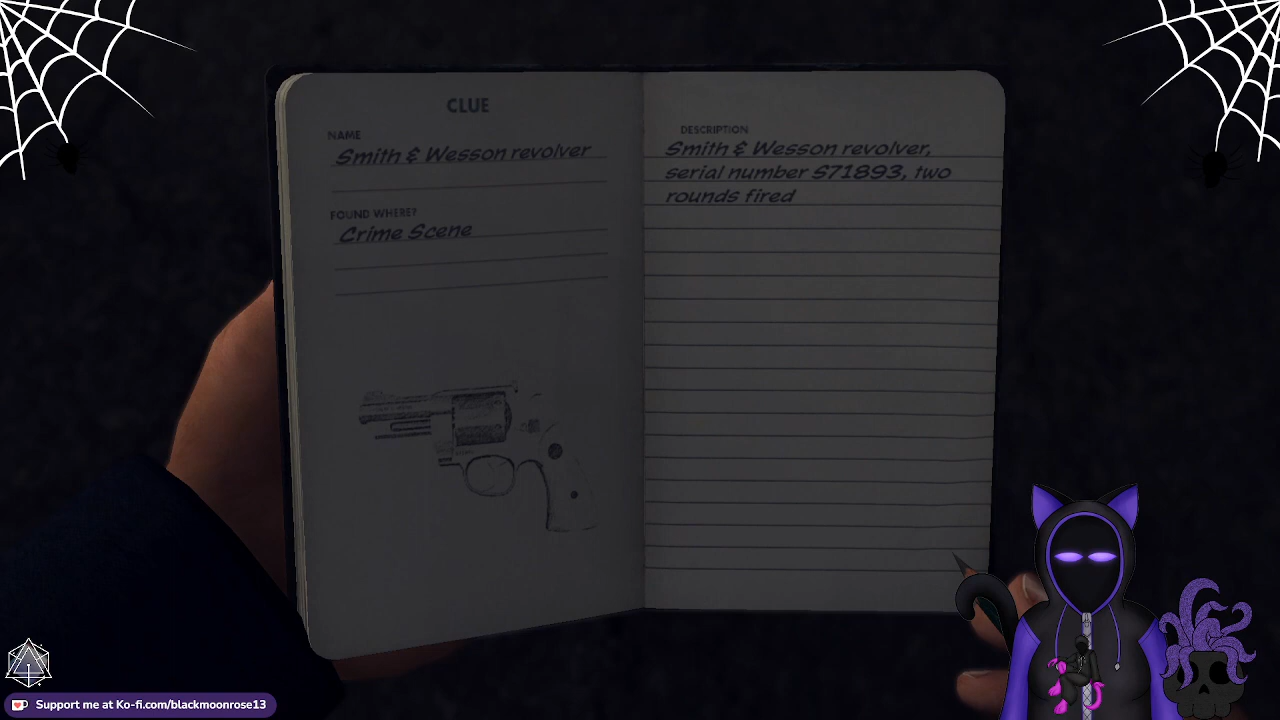 CLUE
NAME
Smith & Wesson revolver
FOUND WHERE?
Crime Scene
DESCRIPTION
Smith & Wesson revolver,
serial number S71893, two
rounds fired
Support me at Ko-fi.com/blackmoonrose13